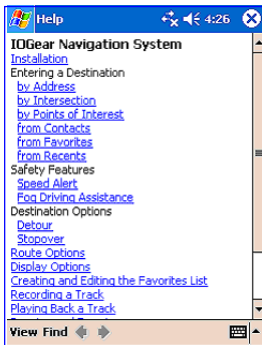 Help 4:26
IOGear Navigation System
Installation
Entering a Destination
by Address
by Intersection
by Points of Interest
from Contacts
from Favorites
from Recents
Safety Features
Speed Alert
Fog Driving Assistance
Destination Options
Detour
Stopover
Route Options
Display Options
Creating and Editing the Favorites List
Recording a Track
Playing Back a Track
View Find